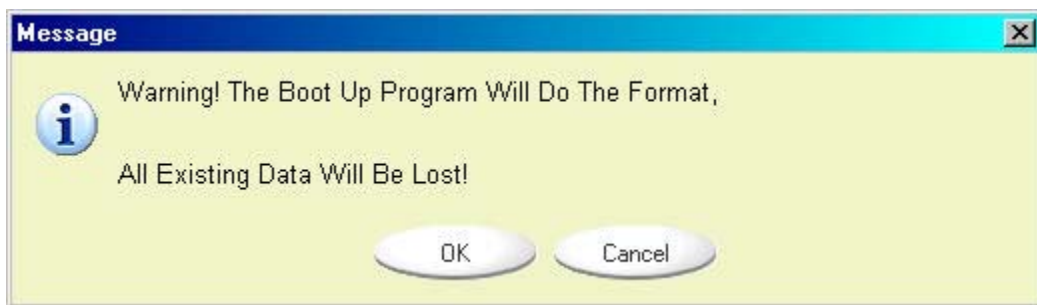 Message
Warning! The Boot Up Program Will Do The Format,
All Existing Data Will Be Lost!
OK Cancel